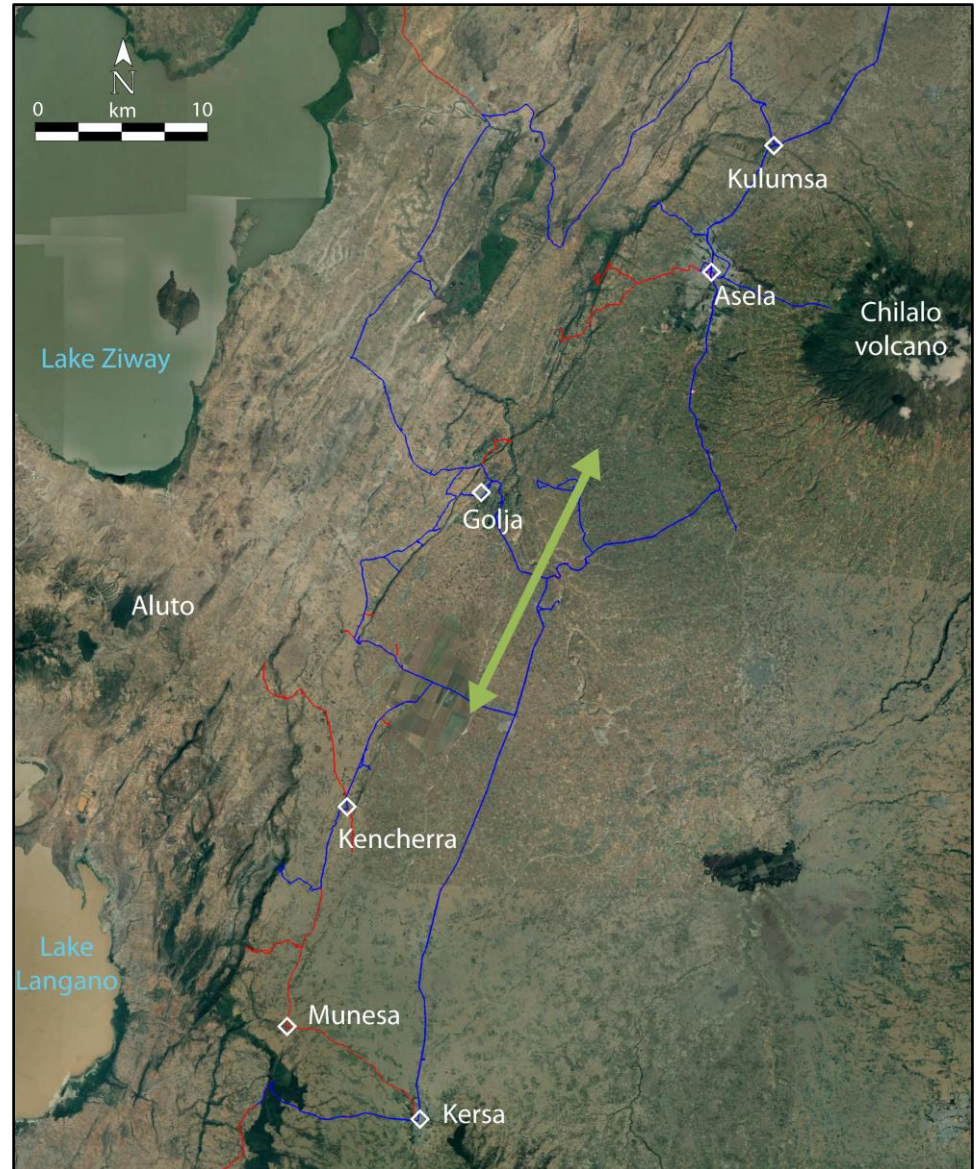 N
0 km 10
Kulumsa
Asela
Chilalo
volcano
Lake Ziway
Golja
Aluto
Kencherra
Lake
Langano
Munesa
Kersa